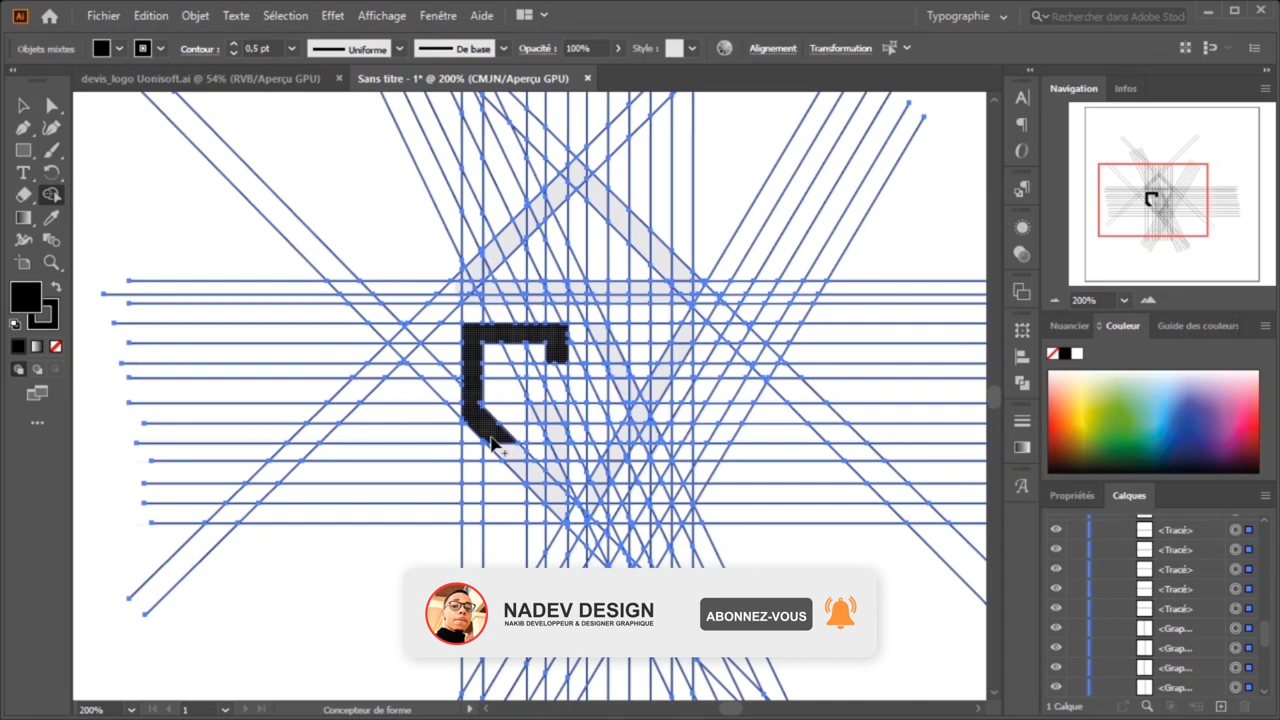 Ai Fichier Edition Objet Texte Sélection Effet Affichage Fenêtre Aide Typographie Rechercher dans Adobe Stock
Objets mixtes Contour : 0,5 pt Uniforme De base Opacité : 100% Style : Alignement Transformation
devis_logo Uonisoft.ai @ 54% (RVB/Aperçu GPU) × Sans titre - 1* @ 200% (CMJN/Aperçu GPU) ×
Navigation Infos
200%
Nuancier Couleur Guide des couleurs
Propriétés Calques
<Tracé>
<Tracé>
<Tracé>
<Tracé>
<Tracé>
<Grap...
<Grap...
<Grap...
<Grap...
NADEV DESIGN
NAKIB DEVELOPPEUR & DESIGNER GRAPHIQUE
ABONNEZ-VOUS
200% 1 Concepteur de forme
1 Calque